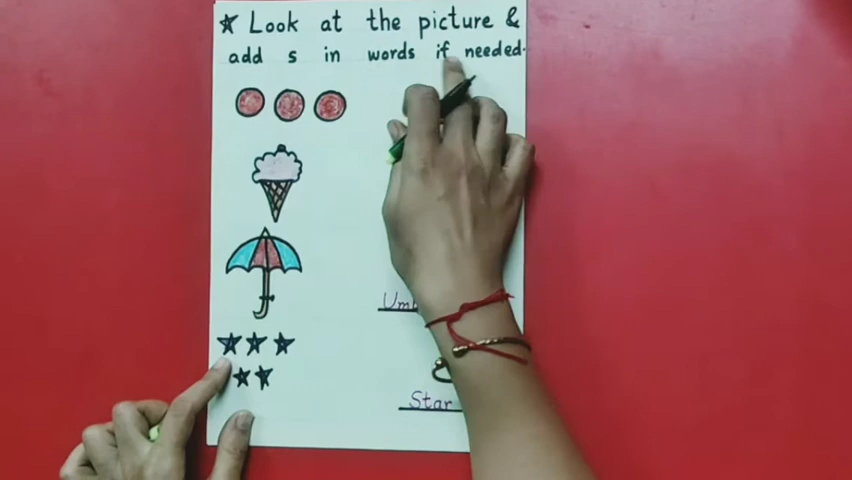 Look at the picture &
add s in words if needed.
Star